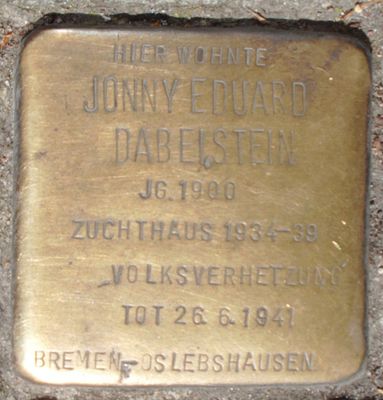 HIER WOHNTE
JONNY EDUARD
DABELSTEIN
JG. 1900
ZUCHTHAUS 1934-39
„VOLKSVERHETZUNG"
TOT 26. 6. 1941
BREMEN-OSLEBSHAUSEN